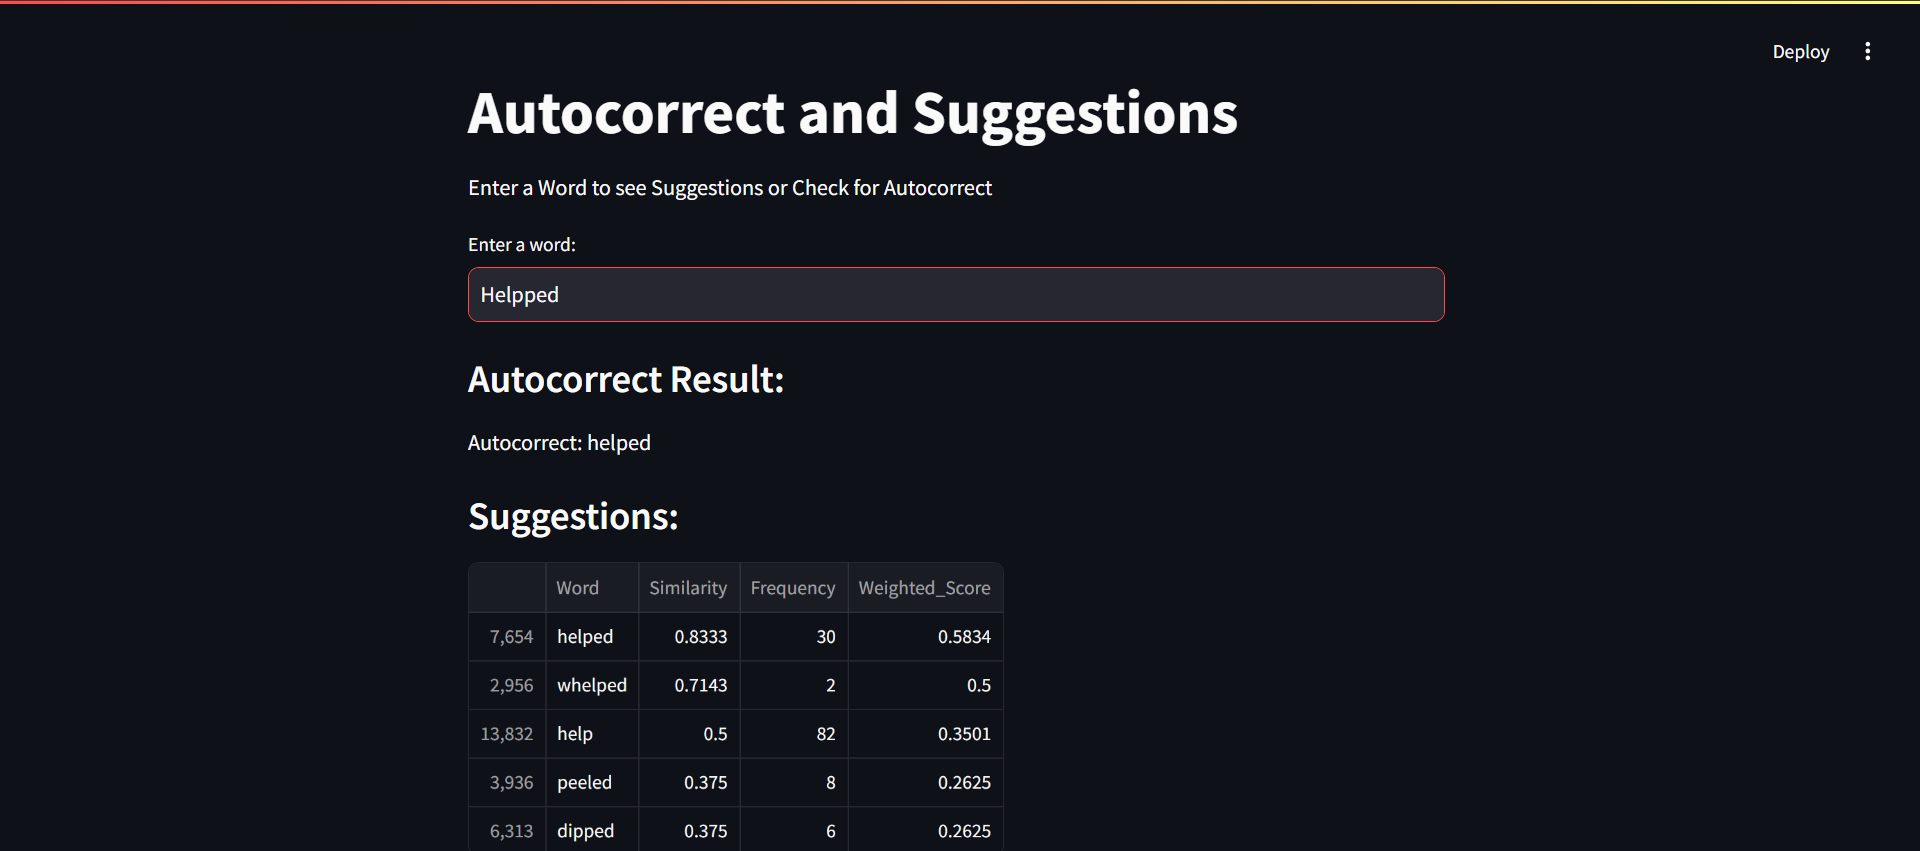 Deploy
Autocorrect and Suggestions
Enter a Word to see Suggestions or Check for Autocorrect
Enter a word:
Helpped
Autocorrect Result:
Autocorrect: helped
Suggestions:
Word Similarity Frequency Weighted_Score
7,654 helped 0.8333 30 0.5834
2,956 whelped 0.7143 2 0.5
13,832 help 0.5 82 0.3501
3,936 peeled 0.375 8 0.2625
6,313 dipped 0.375 6 0.2625